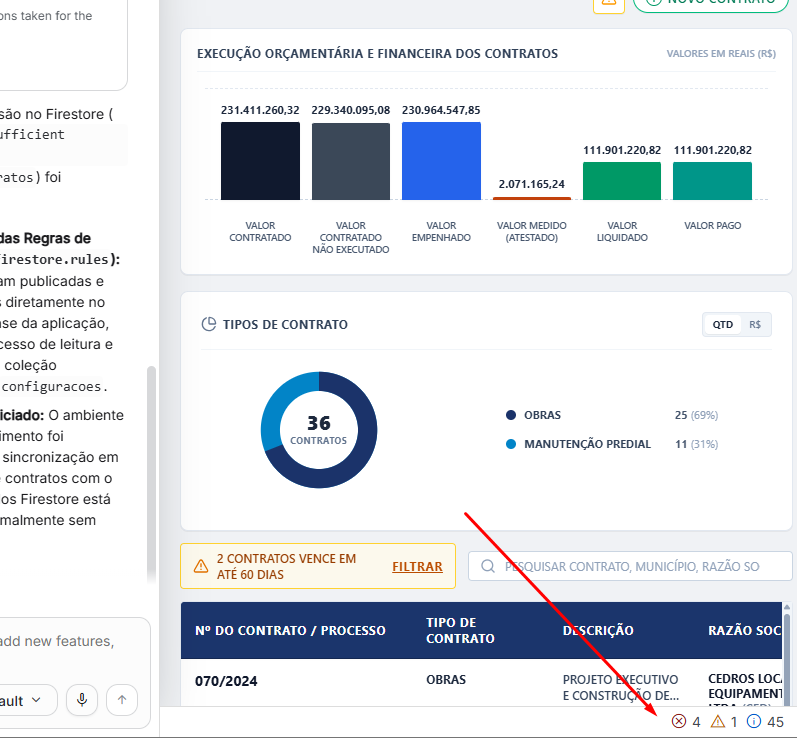 ons taken for the
são no Firestore (
ufficient
ratos) foi
das Regras de
firestore.rules):
am publicadas e
s diretamente no
ase da aplicação,
cesso de leitura e
coleção
configuracoes.
iciado: O ambiente
imento foi
sincronização em
e contratos com o
os Firestore está
malmente sem
add new features,
ault
NOVO CONTRATO
EXECUÇÃO ORÇAMENTÁRIA E FINANCEIRA DOS CONTRATOS
VALORES EM REAIS (R$)
231.411.260,32
229.340.095,08
230.964.547,85
2.071.165,24
111.901.220,82
111.901.220,82
VALOR
CONTRATADO
VALOR
CONTRATADO
NÃO EXECUTADO
VALOR
EMPENHADO
VALOR MEDIDO
(ATESTADO)
VALOR
LIQUIDADO
VALOR PAGO
TIPOS DE CONTRATO
QTD R$
36
CONTRATOS
OBRAS 25 (69%)
MANUTENÇÃO PREDIAL 11 (31%)
2 CONTRATOS VENCE EM
ATÉ 60 DIAS
FILTRAR
PESQUISAR CONTRATO, MUNICÍPIO, RAZÃO SO
Nº DO CONTRATO / PROCESSO
TIPO DE
CONTRATO
DESCRIÇÃO
RAZÃO SOC
070/2024
OBRAS
PROJETO EXECUTIVO
E CONSTRUÇÃO DE...
CEDROS LOCA
EQUIPAMENT
4 1 45